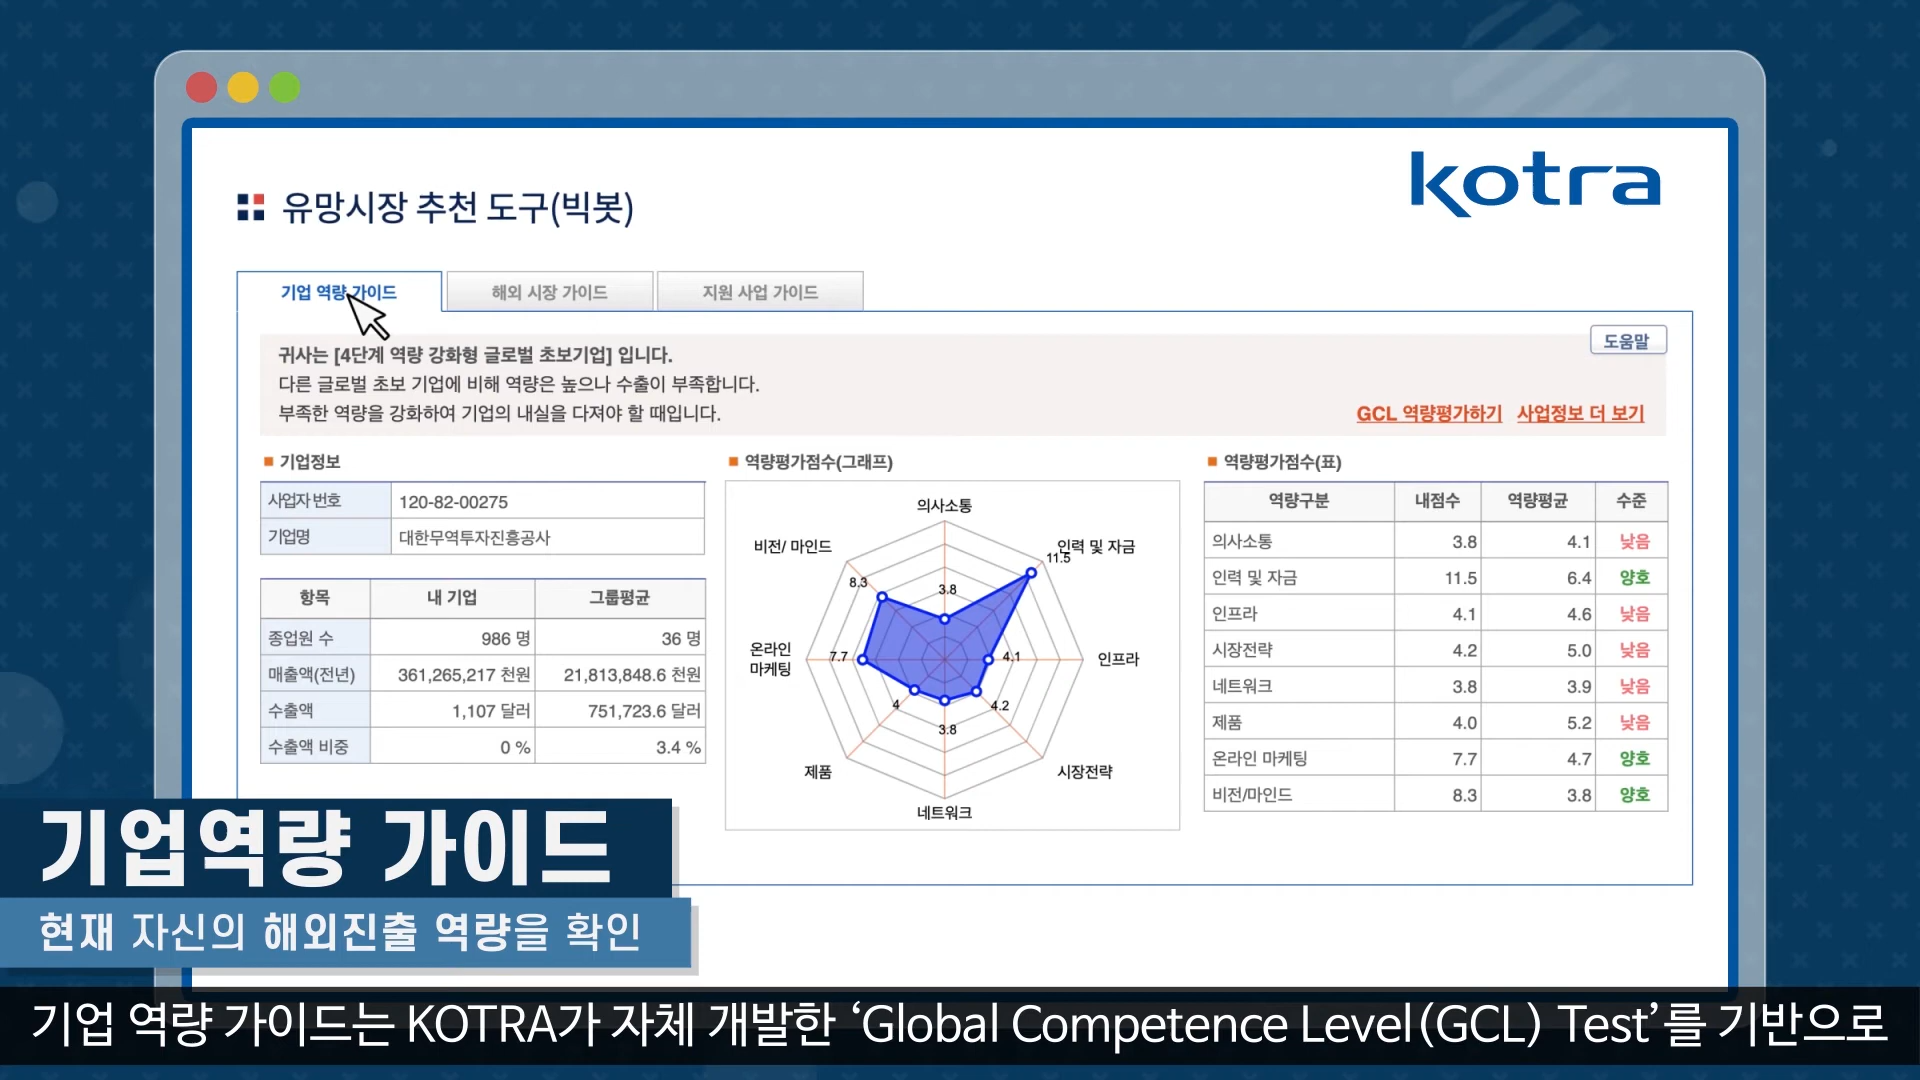 kotra
유망시장 추천 도구(빅봇)
기업 역량 가이드
해외 시장 가이드
지원 사업 가이드
도움말
귀사는 [4단계 역량 강화형 글로벌 초보기업] 입니다.
다른 글로벌 초보 기업에 비해 역량은 높으나 수출이 부족합니다.
부족한 역량을 강화하여 기업의 내실을 다져야 할 때입니다.
GCL 역량평가하기 사업정보 더 보기
기업정보
사업자 번호 120-82-00275
기업명 대한무역투자진흥공사
항목 내 기업 그룹평균
종업원 수 986 명 36 명
매출액(전년) 361,265,217 천원 21,813,848.6 천원
수출액 1,107 달러 751,723.6 달러
수출액 비중 0 % 3.4 %
역량평가점수(그래프)
의사소통
비전/ 마인드
인력 및 자금
11.5
8.3
3.8
온라인
마케팅
7.7
4.1
인프라
4
4.2
3.8
제품
시장전략
네트워크
역량평가점수(표)
역량구분 내점수 역량평균 수준
의사소통 3.8 4.1 낮음
인력 및 자금 11.5 6.4 양호
인프라 4.1 4.6 낮음
시장전략 4.2 5.0 낮음
네트워크 3.8 3.9 낮음
제품 4.0 5.2 낮음
온라인 마케팅 7.7 4.7 양호
비전/마인드 8.3 3.8 양호
기업역량 가이드
현재 자신의 해외진출 역량을 확인
기업 역량 가이드는 KOTRA가 자체 개발한 ‘Global Competence Level(GCL) Test’를 기반으로